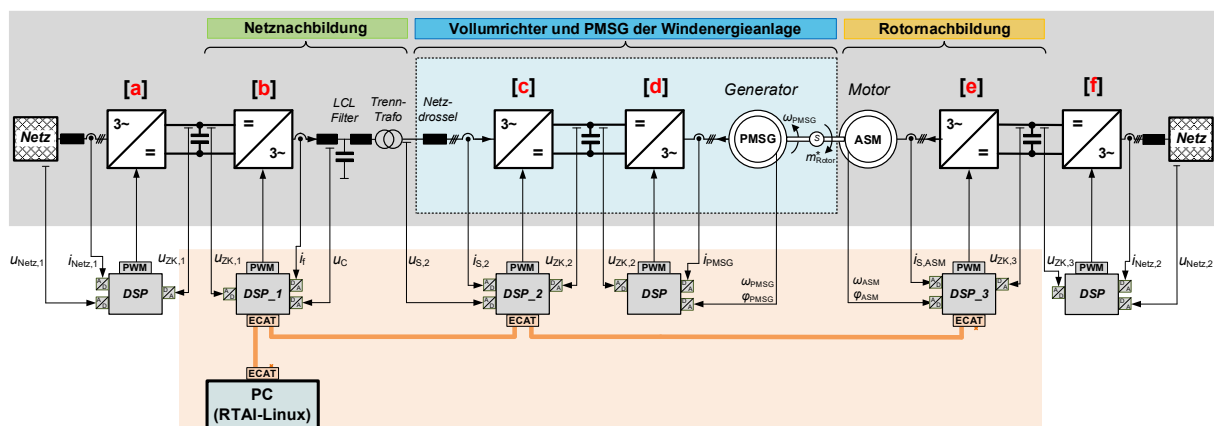 Netznachbildung
Vollumrichter und PMSG der Windenergieanlage
Rotornachbildung
[a]
[b]
LCL
Filter
Trenn-
Trafo
Netz-
drossel
[c]
[d]
Generator
Motor
[e]
[f]
Netz
3~
=
=
3~
3~
=
=
3~
PMSG
ω_PMSG
S
m*_Rotor
ASM
3~
=
=
3~
Netz
u_Netz,1
i_Netz,1
u_ZK,1
u_ZK,1
i_f
u_C
u_S,2
i_S,2
u_ZK,2
u_ZK,2
i_PMSG
ω_PMSG
φ_PMSG
i_S,ASM
ω_ASM
φ_ASM
u_ZK,3
u_ZK,3
i_Netz,2
u_Netz,2
PWM
DSP
PWM
DSP_1
ECAT
PWM
DSP_2
ECAT
PWM
DSP
PWM
DSP_3
ECAT
PWM
DSP
ECAT
PC
(RTAI-Linux)